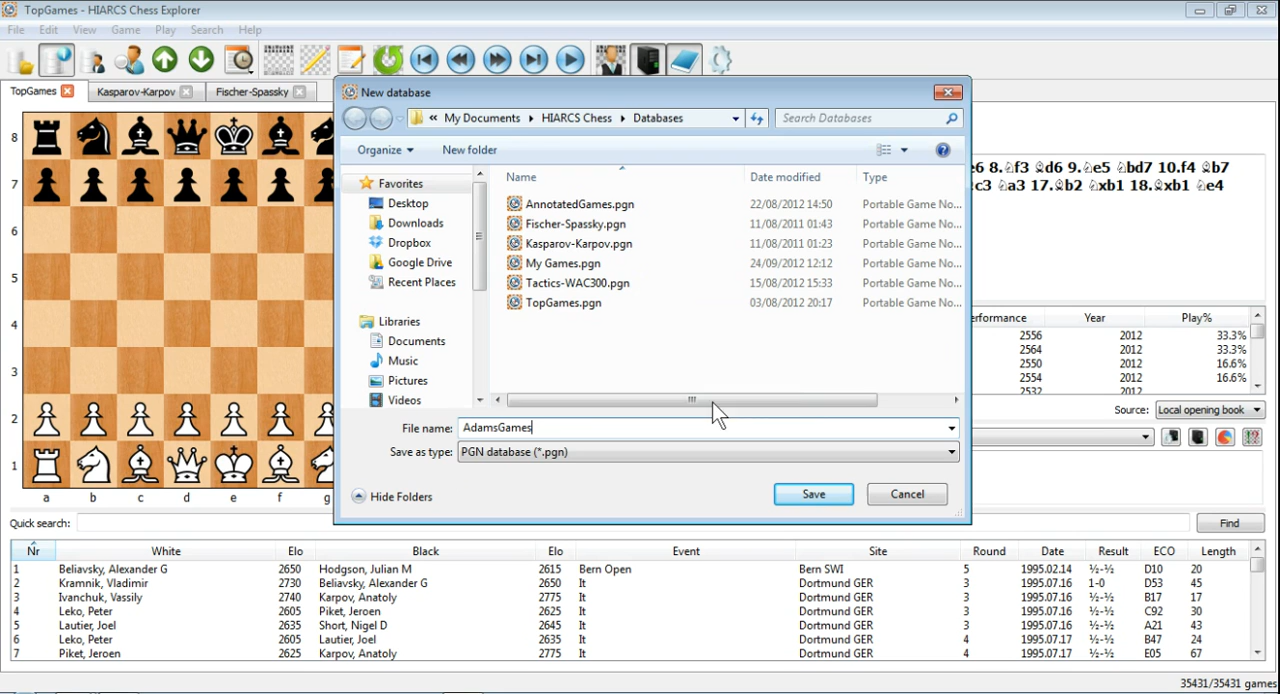 TopGames - HIARCS Chess Explorer
File Edit View Game Play Search Help
TopGames Kasparov-Karpov Fischer-Spassky
New database
« My Documents HIARCS Chess Databases Search Databases
Organize New folder
Name Date modified Type
Favorites
Desktop
Downloads
Dropbox
Google Drive
Recent Places
Libraries
Documents
Music
Pictures
Videos
AnnotatedGames.pgn 22/08/2012 14:50 Portable Game No...
Fischer-Spassky.pgn 11/08/2011 01:43 Portable Game No...
Kasparov-Karpov.pgn 11/08/2011 01:23 Portable Game No...
My Games.pgn 24/09/2012 12:12 Portable Game No...
Tactics-WAC300.pgn 15/08/2012 15:33 Portable Game No...
TopGames.pgn 03/08/2012 20:17 Portable Game No...
File name: AdamsGames
Save as type: PGN database (*.pgn)
Hide Folders Save Cancel
e6 8.♘f3 ♗d6 9.♘e5 ♘bd7 10.f4 ♗b7
c3 ♘a3 17.♗b2 ♘xb1 18.♗xb1 ♘e4
erformance Year Play%
2556 2012 33.3%
2564 2012 33.3%
2550 2012 16.6%
2554 2012 16.6%
2532 2012
Source: Local opening book
8
7
6
5
4
3
2
1
a b c d e f g
Quick search: Find
Nr White Elo Black Elo Event Site Round Date Result ECO Length
1 Beliavsky, Alexander G 2650 Hodgson, Julian M 2615 Bern Open Bern SWI 5 1995.02.14 ½-½ D10 20
2 Kramnik, Vladimir 2730 Beliavsky, Alexander G 2650 It Dortmund GER 3 1995.07.16 1-0 D53 45
3 Ivanchuk, Vassily 2740 Karpov, Anatoly 2775 It Dortmund GER 3 1995.07.16 ½-½ B17 17
4 Leko, Peter 2605 Piket, Jeroen 2625 It Dortmund GER 3 1995.07.16 ½-½ C92 30
5 Lautier, Joel 2635 Short, Nigel D 2645 It Dortmund GER 3 1995.07.16 ½-½ A21 43
6 Leko, Peter 2605 Lautier, Joel 2635 It Dortmund GER 4 1995.07.17 ½-½ B47 24
7 Piket, Jeroen 2625 Karpov, Anatoly 2775 It Dortmund GER 4 1995.07.17 ½-½ E05 67
35431/35431 games